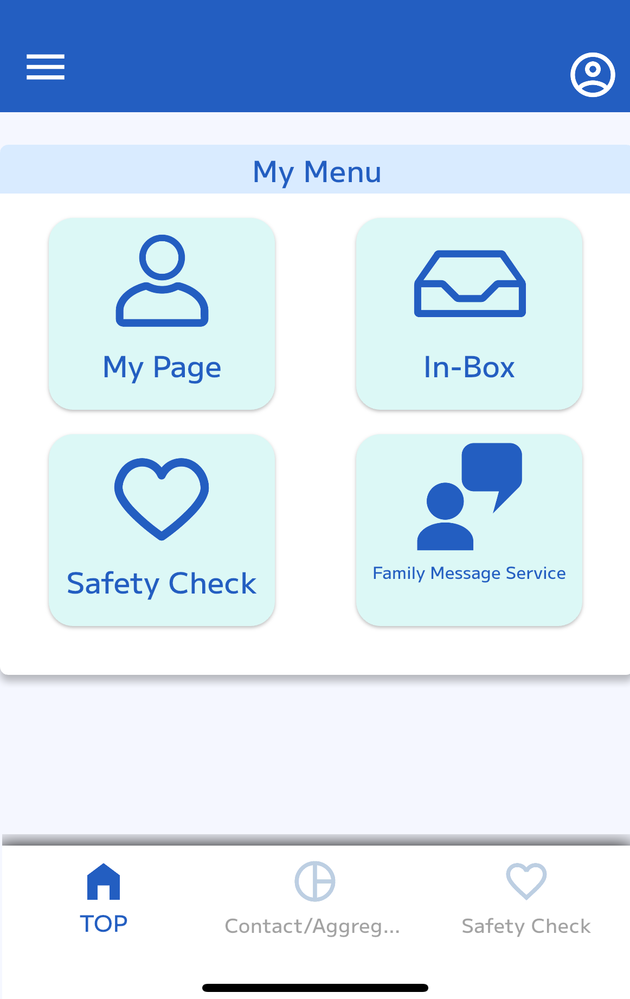 My Menu
My Page
In-Box
Safety Check
Family Message Service
TOP
Contact/Aggreg...
Safety Check